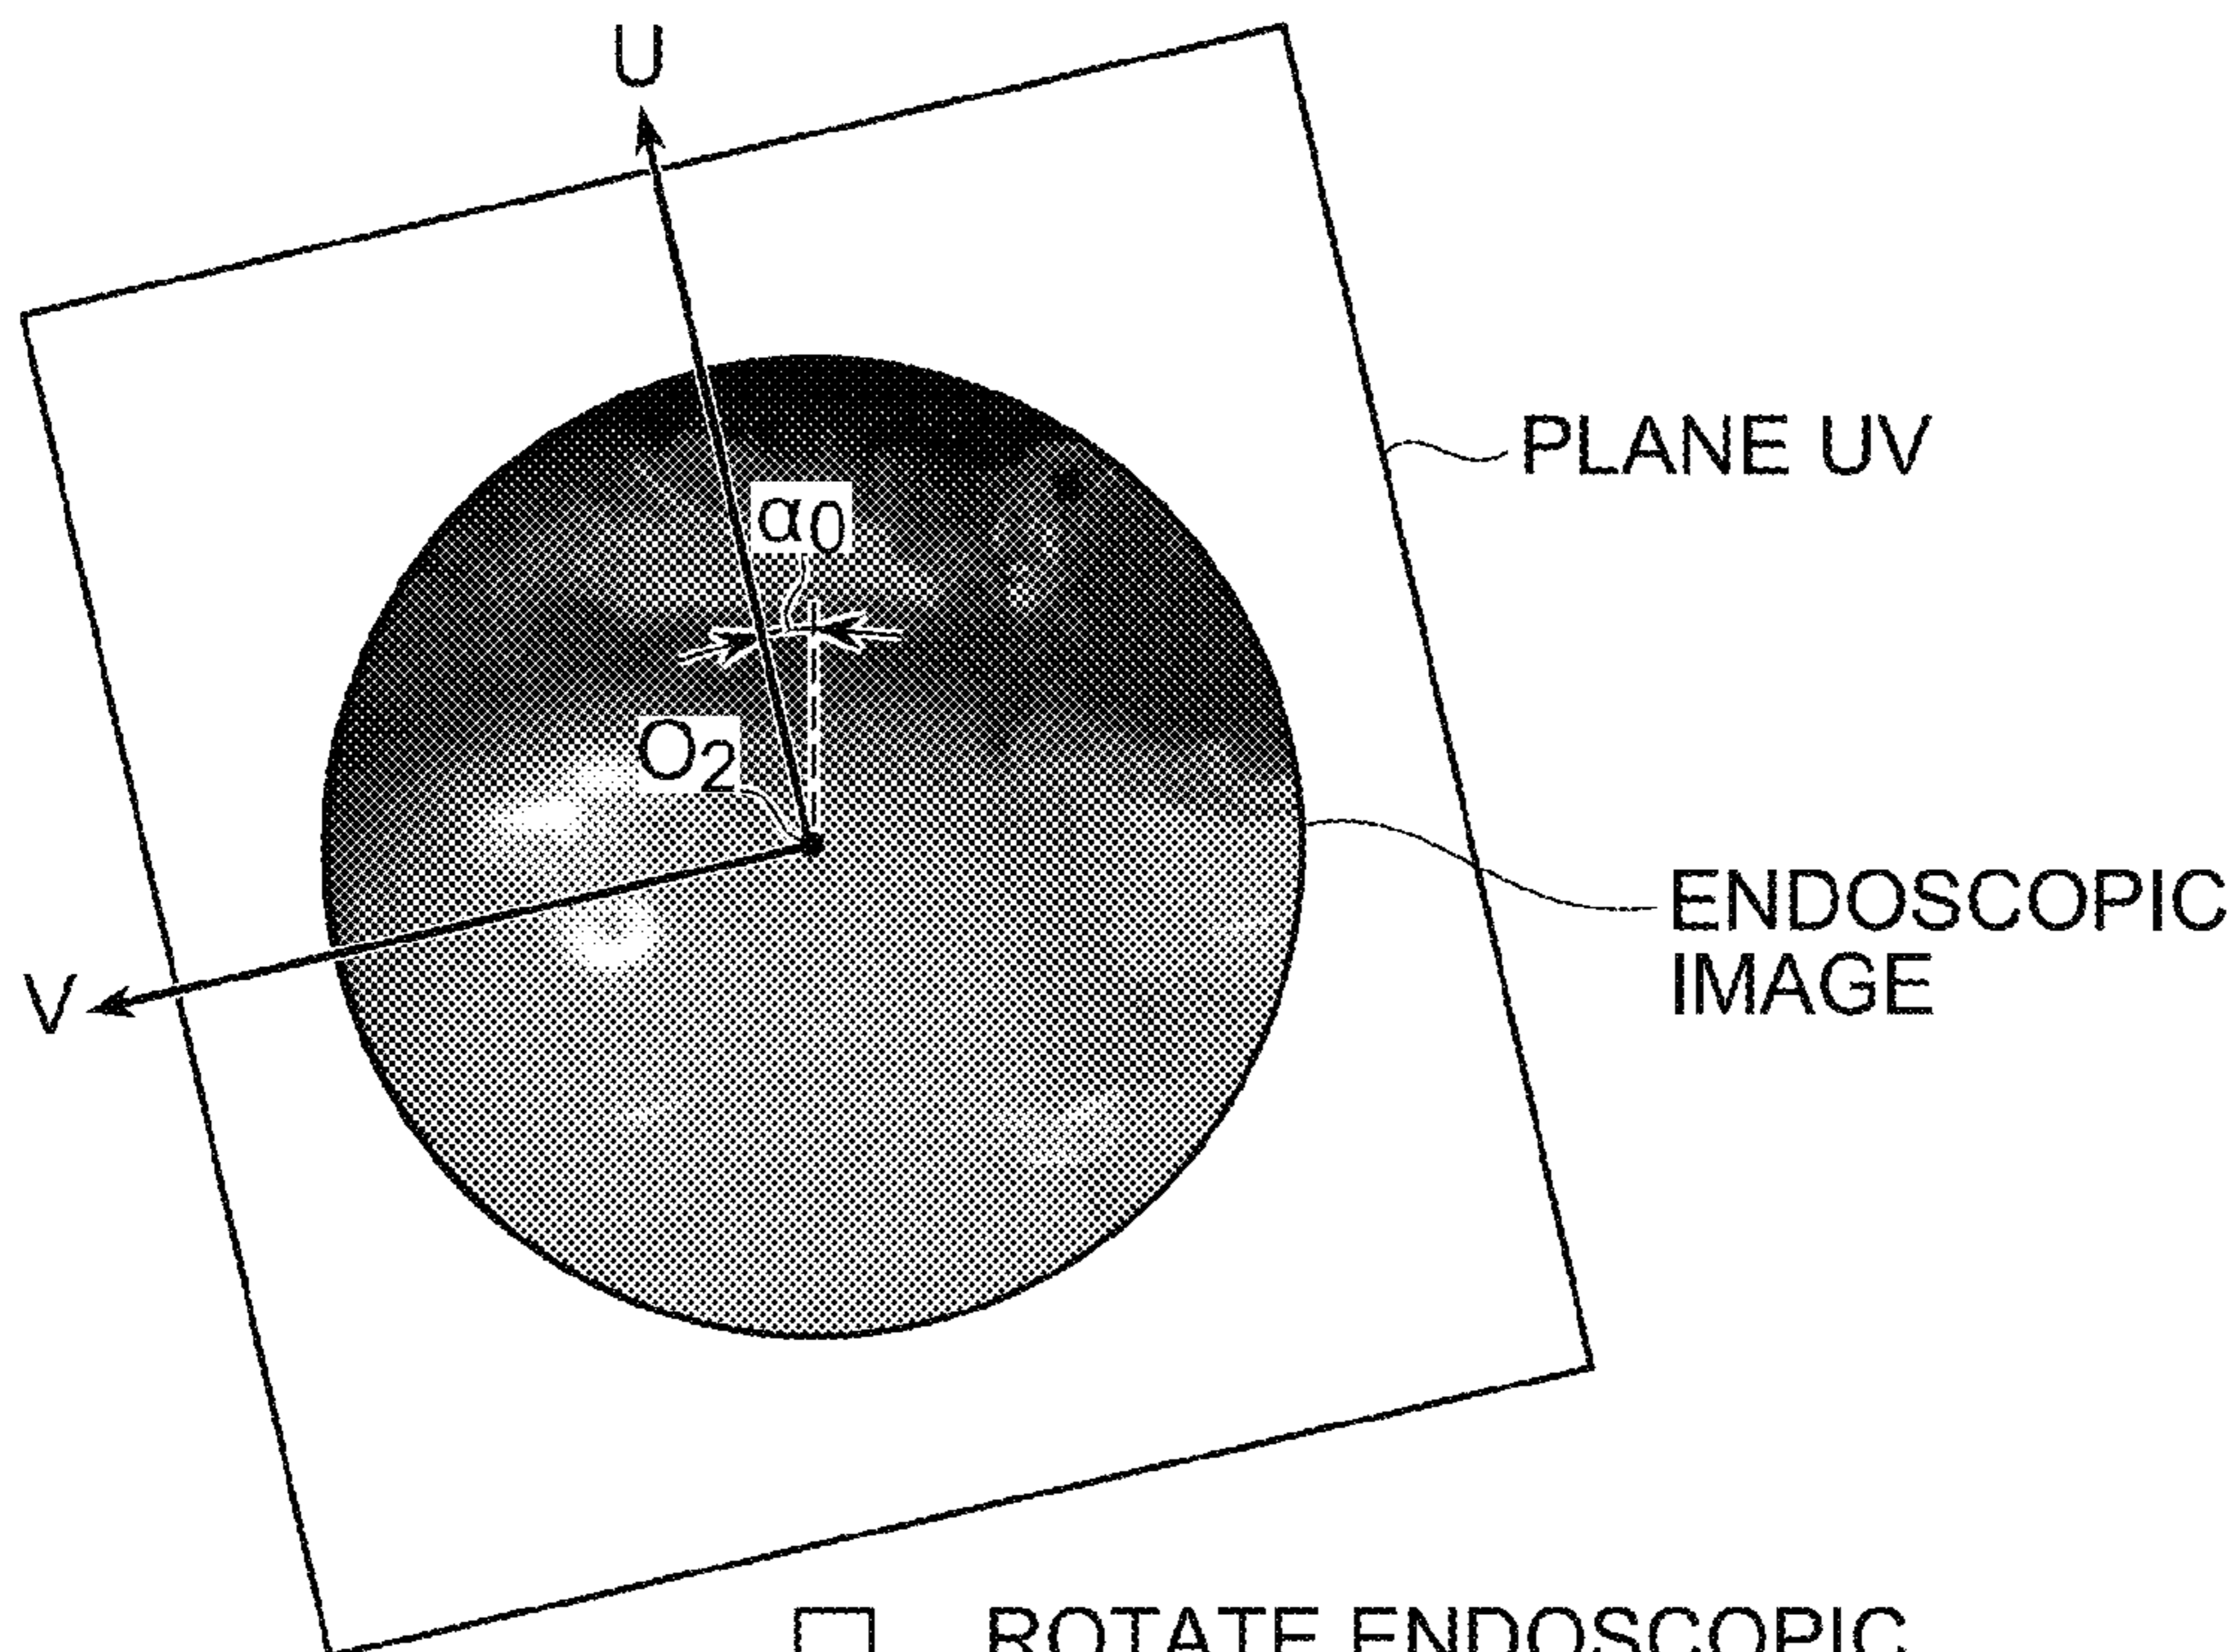 U
PLANE UV
α0
O2
ENDOSCOPIC
IMAGE
V
ROTATE ENDOSCOPIC